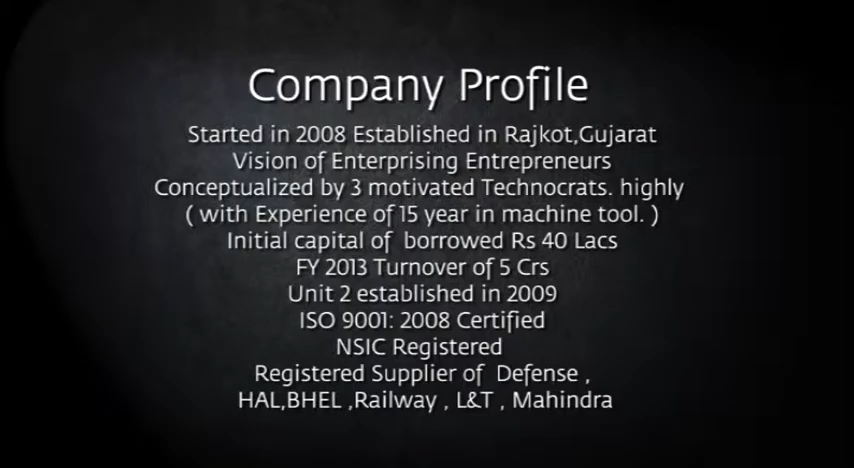 Company Profile
Started in 2008 Established in Rajkot,Gujarat
Vision of Enterprising Entrepreneurs
Conceptualized by 3 motivated Technocrats. highly
( with Experience of 15 year in machine tool. )
Initial capital of borrowed Rs 40 Lacs
FY 2013 Turnover of 5 Crs
Unit 2 established in 2009
ISO 9001: 2008 Certified
NSIC Registered
Registered Supplier of Defense ,
HAL,BHEL ,Railway , L&T , Mahindra